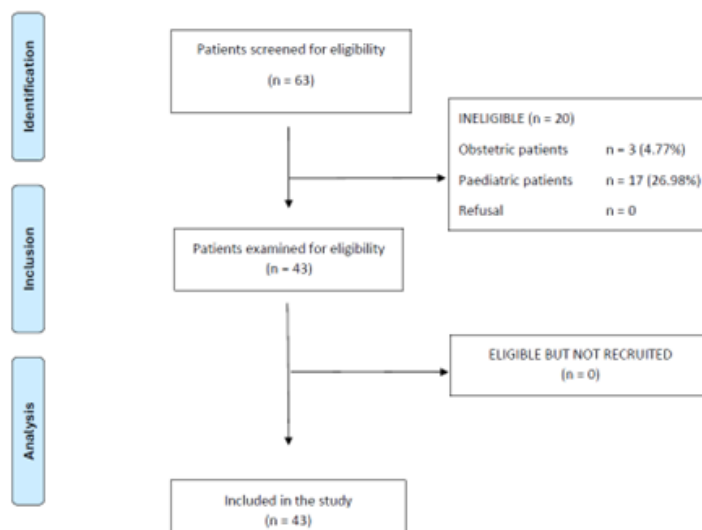 Identification
Patients screened for eligibility
(n = 63)
INELIGIBLE (n = 20)
Obstetric patients n = 3 (4.77%)
Paediatric patients n = 17 (26.98%)
Refusal n = 0
Inclusion
Patients examined for eligibility
(n = 43)
ELIGIBLE BUT NOT RECRUITED
(n = 0)
Analysis
Included in the study
(n = 43)